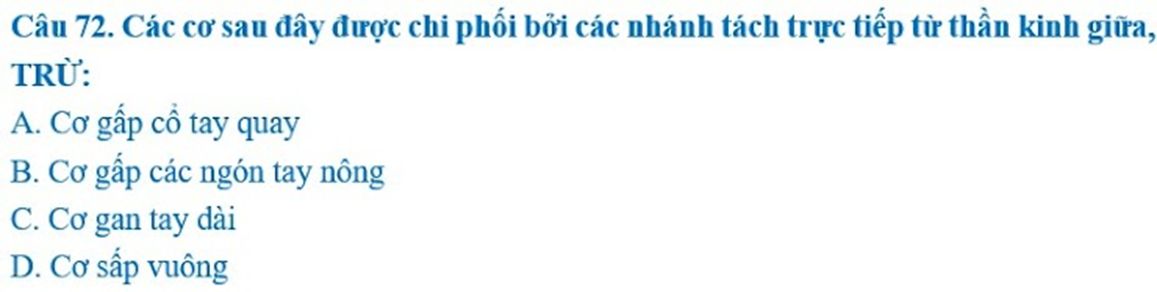 Câu 72. Các cơ sau đây được chi phối bởi các nhánh tách trực tiếp từ thần kinh giữa,
TRỪ:
A. Cơ gấp cổ tay quay
B. Cơ gấp các ngón tay nông
C. Cơ gan tay dài
D. Cơ sấp vuông